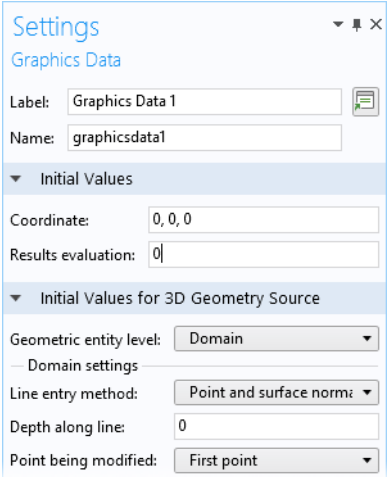 Settings
Graphics Data
Label: Graphics Data 1
Name: graphicsdata1
Initial Values
Coordinate: 0, 0, 0
Results evaluation: 0
Initial Values for 3D Geometry Source
Geometric entity level: Domain
Domain settings
Line entry method: Point and surface norma
Depth along line: 0
Point being modified: First point